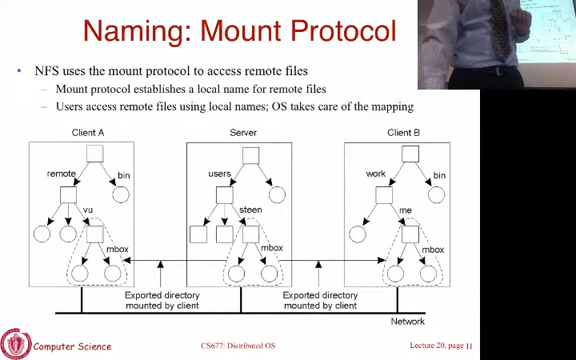 Naming: Mount Protocol
• NFS uses the mount protocol to access remote files
– Mount protocol establishes a local name for remote files
– Users access remote files using local names; OS takes care of the mapping
Client A
Server
Client B
remote
bin
users
work
bin
vu
steen
me
mbox
mbox
mbox
Exported directory
mounted by client
Exported directory
mounted by client
Network
Computer Science
CS677: Distributed OS
Lecture 20, page 11